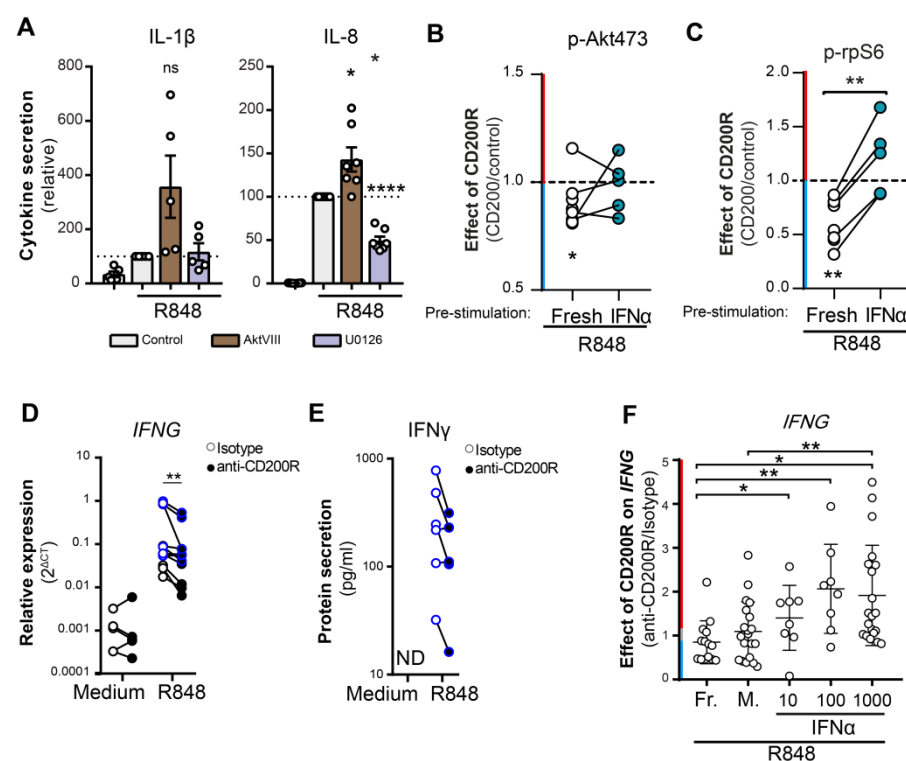 A
IL-1β
IL-8
Cytokine secretion
(relative)
800
600
400
200
100
0
ns
R848
250
200
150
100
50
0
*
*
****
R848
Control
AktVIII
U0126
B
p-Akt473
Effect of CD200R
(CD200/control)
1.5
1.0
0.5
*
Pre-stimulation:
Fresh
IFNα
R848
C
p-rpS6
Effect of CD200R
(CD200/control)
2.0
1.5
1.0
0.5
0.0
**
**
Pre-stimulation:
Fresh
IFNα
R848
D
IFNG
Isotype
anti-CD200R
Relative expression
(2ΔCT)
10
1
0.1
0.01
0.001
0.0001
**
Medium
R848
E
IFNγ
Isotype
anti-CD200R
Protein secretion
(pg/ml)
1000
100
10
ND
Medium
R848
F
IFNG
Effect of CD200R on IFNG
(anti-CD200R/Isotype)
5
4
3
2
1
0
**
*
**
*
Fr.
M.
10
100
1000
IFNα
R848